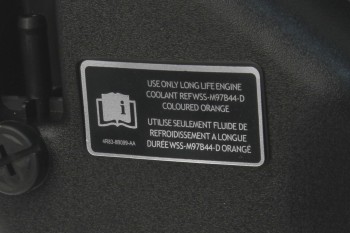 USE ONLY LONG LIFE ENGINE
COOLANT REF WSS-M97B44-D
COLOURED ORANGE
UTILISE SEULEMENT FLUIDE DE
REFROIDISSEMENT A LONGUE
DURÉE WSS-M97B44-D ORANGE